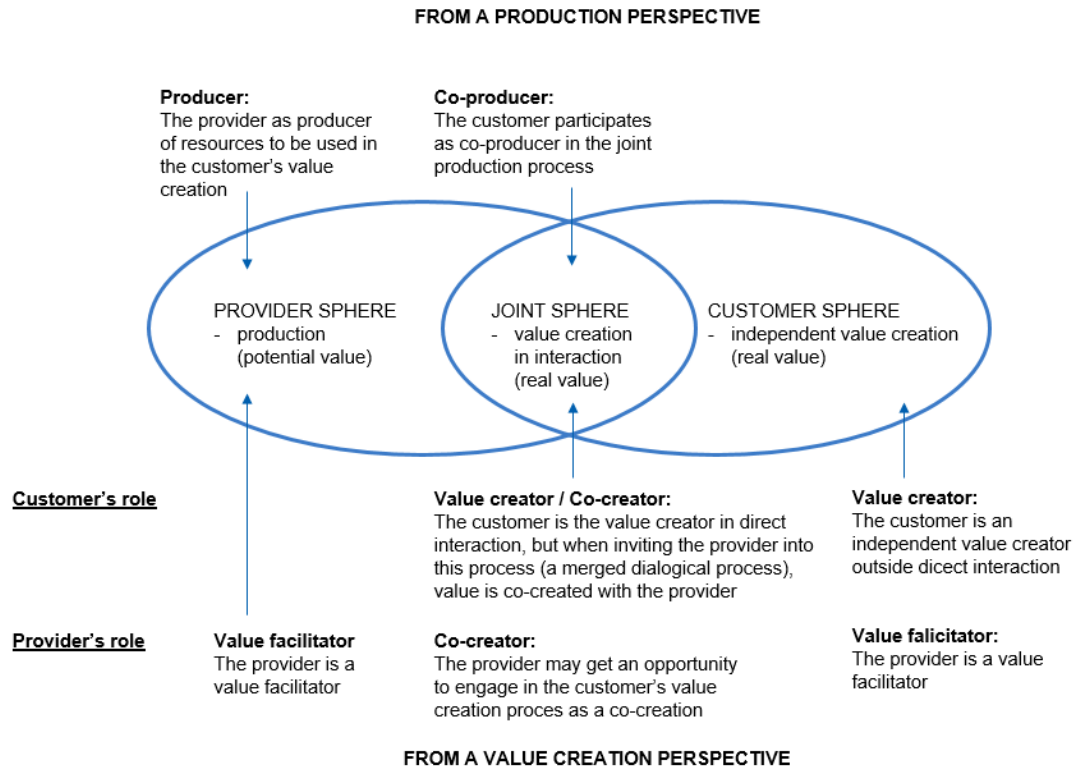 FROM A PRODUCTION PERSPECTIVE
Producer:
The provider as producer
of resources to be used in
the customer's value
creation
Co-producer:
The customer participates
as co-producer in the joint
production process
PROVIDER SPHERE
- production
(potential value)
JOINT SPHERE
- value creation
in interaction
(real value)
CUSTOMER SPHERE
- independent value creation
(real value)
Customer's role
Value creator / Co-creator:
The customer is the value creator in direct
interaction, but when inviting the provider into
this process (a merged dialogical process),
value is co-created with the provider
Value creator:
The customer is an
independent value creator
outside dicect interaction
Provider's role
Value facilitator
The provider is a
value facilitator
Co-creator:
The provider may get an opportunity
to engage in the customer's value
creation proces as a co-creation
Value falicitator:
The provider is a value
facilitator
FROM A VALUE CREATION PERSPECTIVE